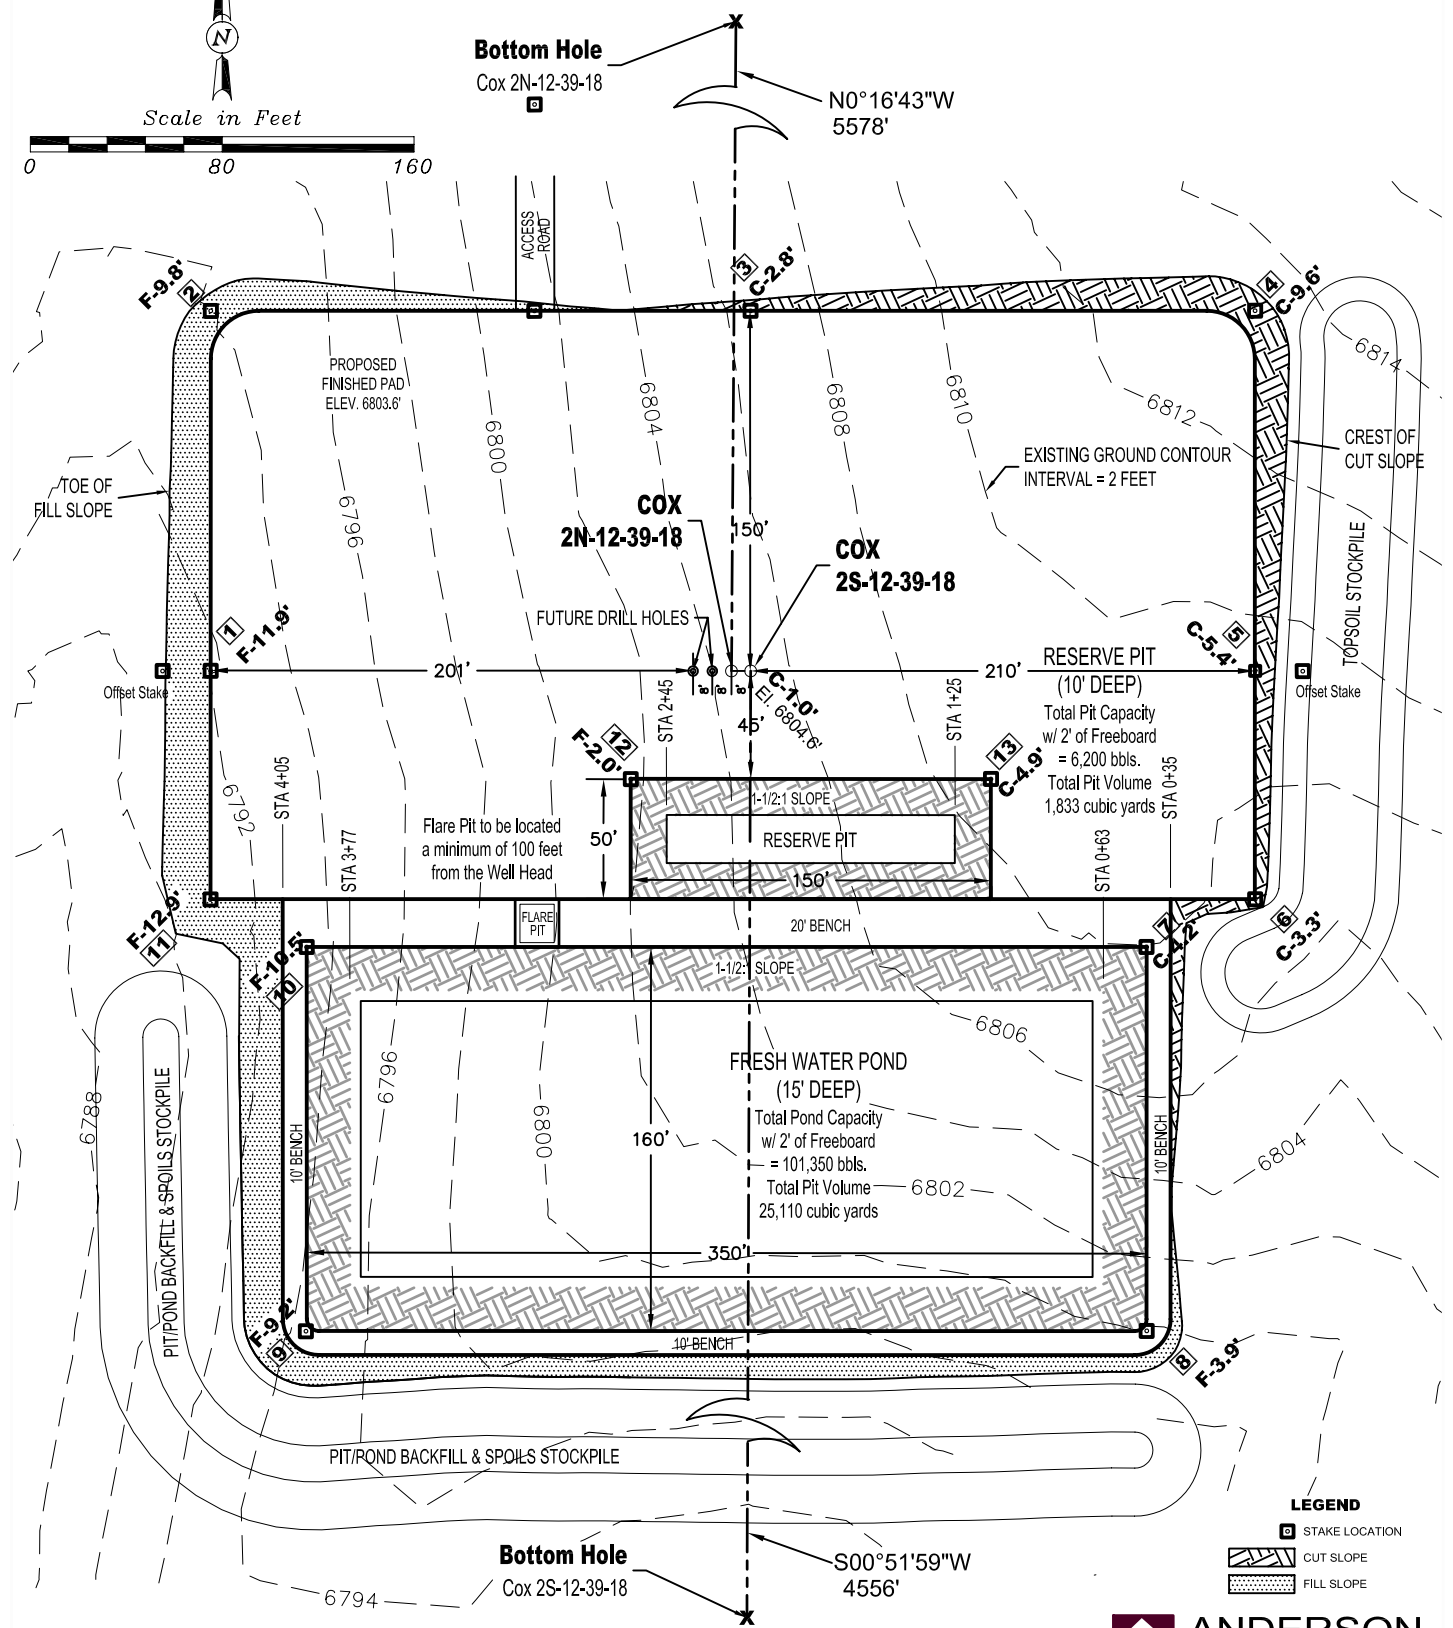 N
Scale in Feet
0 80 160
Bottom Hole
Cox 2N-12-39-18
N0°16'43"W
5578'
ACCESS
ROAD
F-9.8'
2
3
C-2.8'
4
C-9.6'
PROPOSED
FINISHED PAD
ELEV. 6803.6'
6804
6808
6810
6812
6814
6800
6796
TOE OF
FILL SLOPE
EXISTING GROUND CONTOUR
INTERVAL = 2 FEET
CREST OF
CUT SLOPE
COX
2N-12-39-18
150'
COX
2S-12-39-18
TOPSOIL STOCKPILE
FUTURE DRILL HOLES
1
F-11.9'
201'
8'
8'
8'
C-1.0'
El. 6804.6'
210'
5
C-5.4'
Offset Stake
Offset Stake
RESERVE PIT
(10' DEEP)
Total Pit Capacity
w/ 2' of Freeboard
= 6,200 bbls.
Total Pit Volume
1,833 cubic yards
45'
STA 2+45
STA 1+25
STA 0+35
STA 4+05
STA 3+77
STA 0+63
12
F-2.0'
13
C-4.9'
6792
1-1/2:1 SLOPE
RESERVE PIT
50'
150'
Flare Pit to be located
a minimum of 100 feet
from the Well Head
FLARE
PIT
20' BENCH
F-12.9'
11
F-10.5'
10
7
C-4.2'
6
C-3.3'
1-1/2:1 SLOPE
6806
6796
6788
6800
6804
6802
FRESH WATER POND
(15' DEEP)
Total Pond Capacity
w/ 2' of Freeboard
= 101,350 bbls.
Total Pit Volume
25,110 cubic yards
160'
350'
10' BENCH
10' BENCH
10' BENCH
PIT/POND BACKFILL & SPOILS STOCKPILE
F-9.2'
9
8
F-3.9'
PIT/POND BACKFILL & SPOILS STOCKPILE
Bottom Hole
Cox 2S-12-39-18
S00°51'59"W
4556'
6794
LEGEND
STAKE LOCATION
CUT SLOPE
FILL SLOPE
ANDERSON